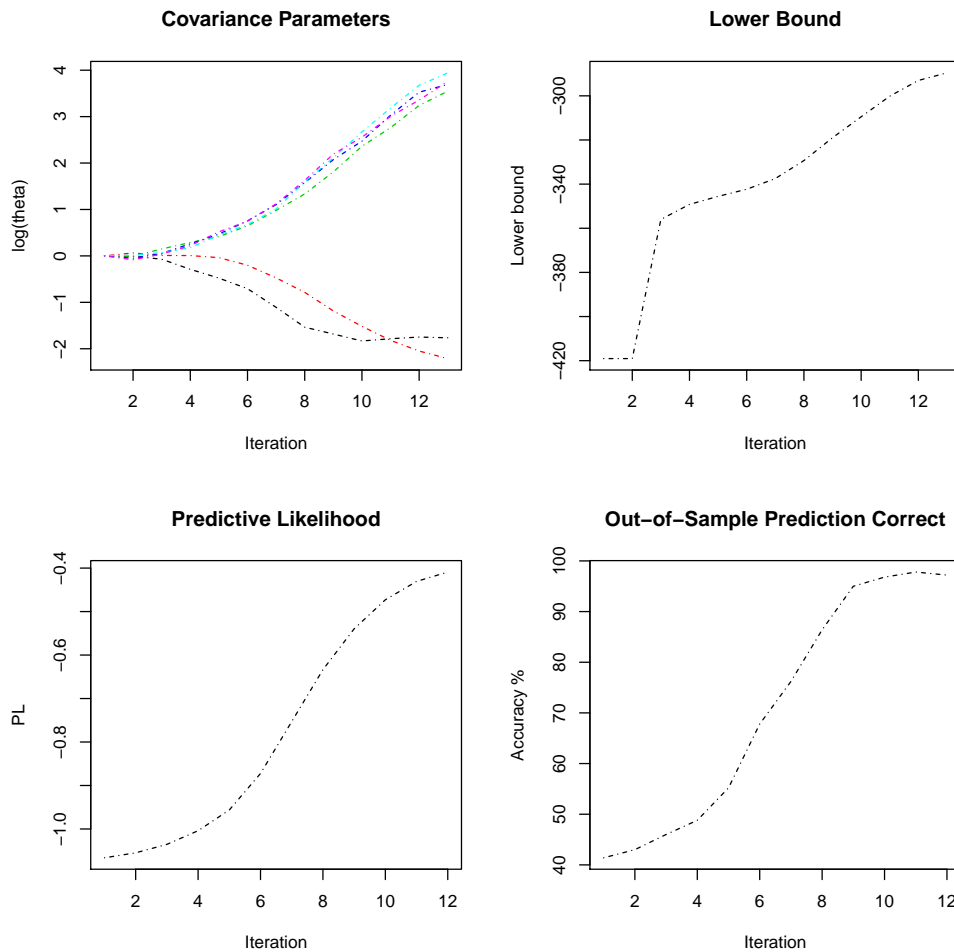 Covariance Parameters
log(theta)
4
3
2
1
0
−1
−2
2 4 6 8 10 12
Iteration
Lower Bound
Lower bound
−300
−340
−380
−420
2 4 6 8 10 12
Iteration
Predictive Likelihood
PL
−0.4
−0.6
−0.8
−1.0
2 4 6 8 10 12
Iteration
Out−of−Sample Prediction Correct
Accuracy %
100
90
80
70
60
50
40
2 4 6 8 10 12
Iteration